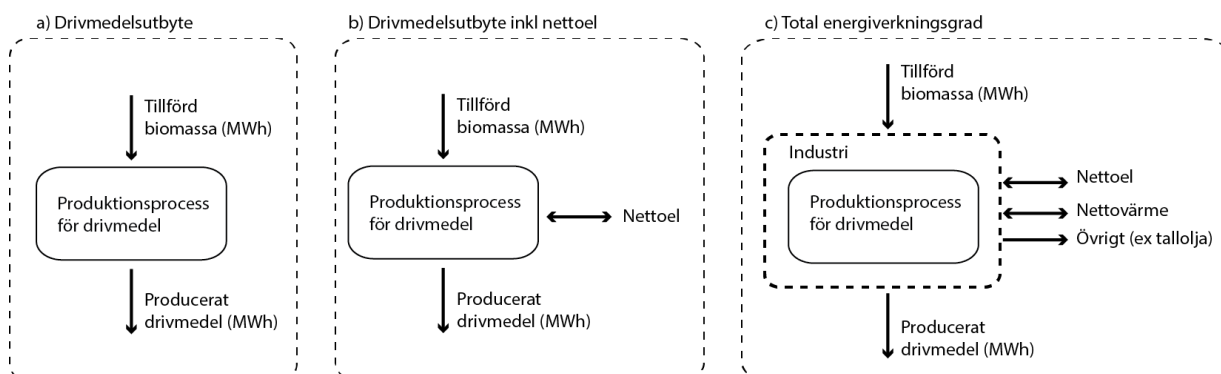 a) Drivmedelsutbyte
Tillförd
biomassa (MWh)
Produktionsprocess
för drivmedel
Producerat
drivmedel (MWh)
b) Drivmedelsutbyte inkl nettoel
Tillförd
biomassa (MWh)
Produktionsprocess
för drivmedel
Nettoel
Producerat
drivmedel (MWh)
c) Total energiverkningsgrad
Tillförd
biomassa (MWh)
Industri
Produktionsprocess
för drivmedel
Nettoel
Nettovärme
Övrigt (ex tallolja)
Producerat
drivmedel (MWh)